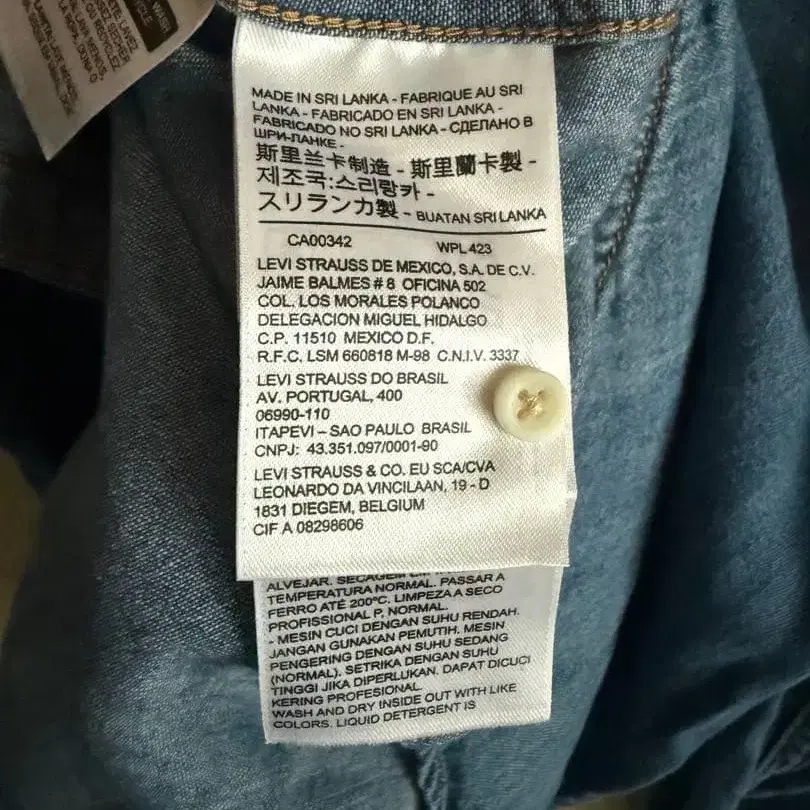 WASH
MADE IN SRI LANKA - FABRIQUE AU SRI
LANKA - FABRICADO EN SRI LANKA -
FABRICADO NO SRI LANKA - СДЕЛАНО В
ШРИ-ЛАНКЕ -
斯里兰卡制造 - 斯里蘭卡製 -
제조국:스리랑카 -
スリランカ製 - BUATAN SRI LANKA
CA00342 WPL 423
LEVI STRAUSS DE MEXICO, S.A. DE C.V.
JAIME BALMES # 8 OFICINA 502
COL. LOS MORALES POLANCO
DELEGACION MIGUEL HIDALGO
C.P. 11510 MEXICO D.F.
R.F.C. LSM 660818 M-98 C.N.I.V. 3337
LEVI STRAUSS DO BRASIL
AV. PORTUGAL, 400
06990-110
ITAPEVI – SAO PAULO BRASIL
CNPJ: 43.351.097/0001-90
LEVI STRAUSS & CO. EU SCA/CVA
LEONARDO DA VINCILAAN, 19 - D
1831 DIEGEM, BELGIUM
CIF A 08298606
ALVEJAR. SECAGEM EM
TEMPERATURA NORMAL. PASSAR A
FERRO ATÉ 200ºC. LIMPEZA A SECO
PROFISSIONAL P, NORMAL.
- MESIN CUCI DENGAN SUHU RENDAH.
JANGAN GUNAKAN PEMUTIH. MESIN
PENGERING DENGAN SUHU SEDANG
(NORMAL). SETRIKA DENGAN SUHU
TINGGI JIKA DIPERLUKAN. DAPAT DICUCI
KERING PROFESIONAL.
WASH AND DRY INSIDE OUT WITH LIKE
COLORS. LIQUID DETERGENT IS